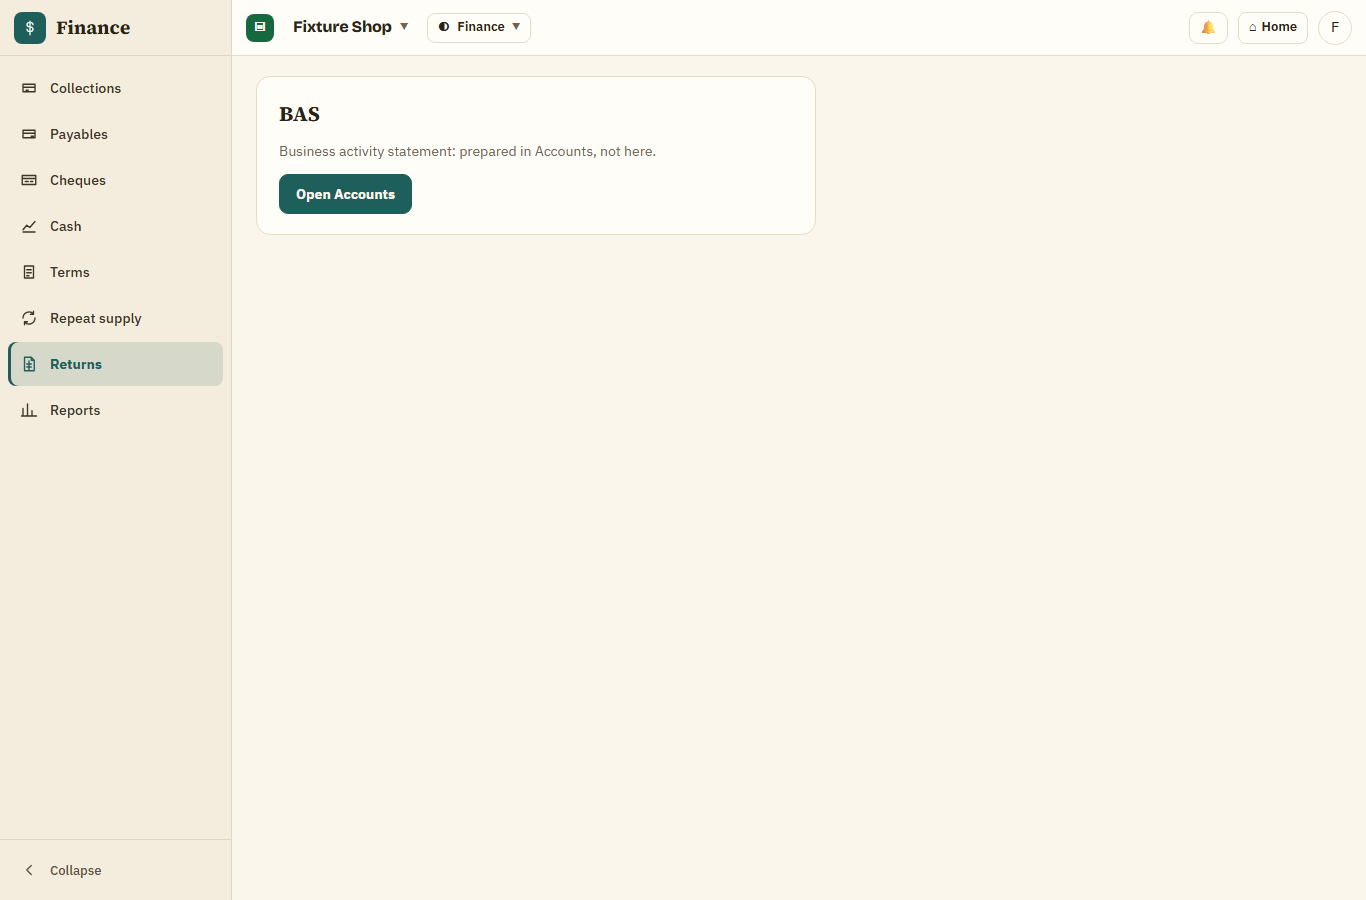 $ Finance
Fixture Shop
Finance
Home
F
Collections
Payables
Cheques
Cash
Terms
Repeat supply
Returns
Reports
BAS
Business activity statement: prepared in Accounts, not here.
Open Accounts
Collapse